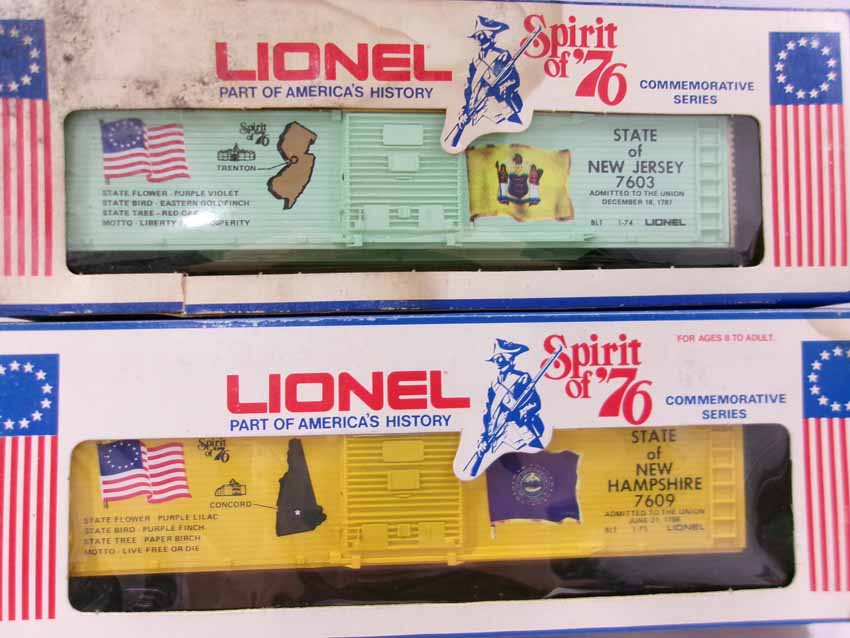 LIONEL
PART OF AMERICA'S HISTORY
Spirit
of '76
COMMEMORATIVE
SERIES
Spirit
of '76
TRENTON
STATE FLOWER - PURPLE VIOLET
STATE BIRD - EASTERN GOLDFINCH
STATE TREE - RED OAK
MOTTO - LIBERTY PROSPERITY
STATE
of
NEW JERSEY
7603
ADMITTED TO THE UNION
DECEMBER 18, 1787
BLT 1-74 LIONEL
LIONEL
PART OF AMERICA'S HISTORY
Spirit
of '76
FOR AGES 8 TO ADULT.
COMMEMORATIVE
SERIES
Spirit
of '76
CONCORD
STATE FLOWER - PURPLE LILAC
STATE BIRD - PURPLE FINCH
STATE TREE - PAPER BIRCH
MOTTO - LIVE FREE OR DIE
STATE
of
NEW
HAMPSHIRE
7609
ADMITTED TO THE UNION
JUNE 21, 1788
BLT 1-75 LIONEL